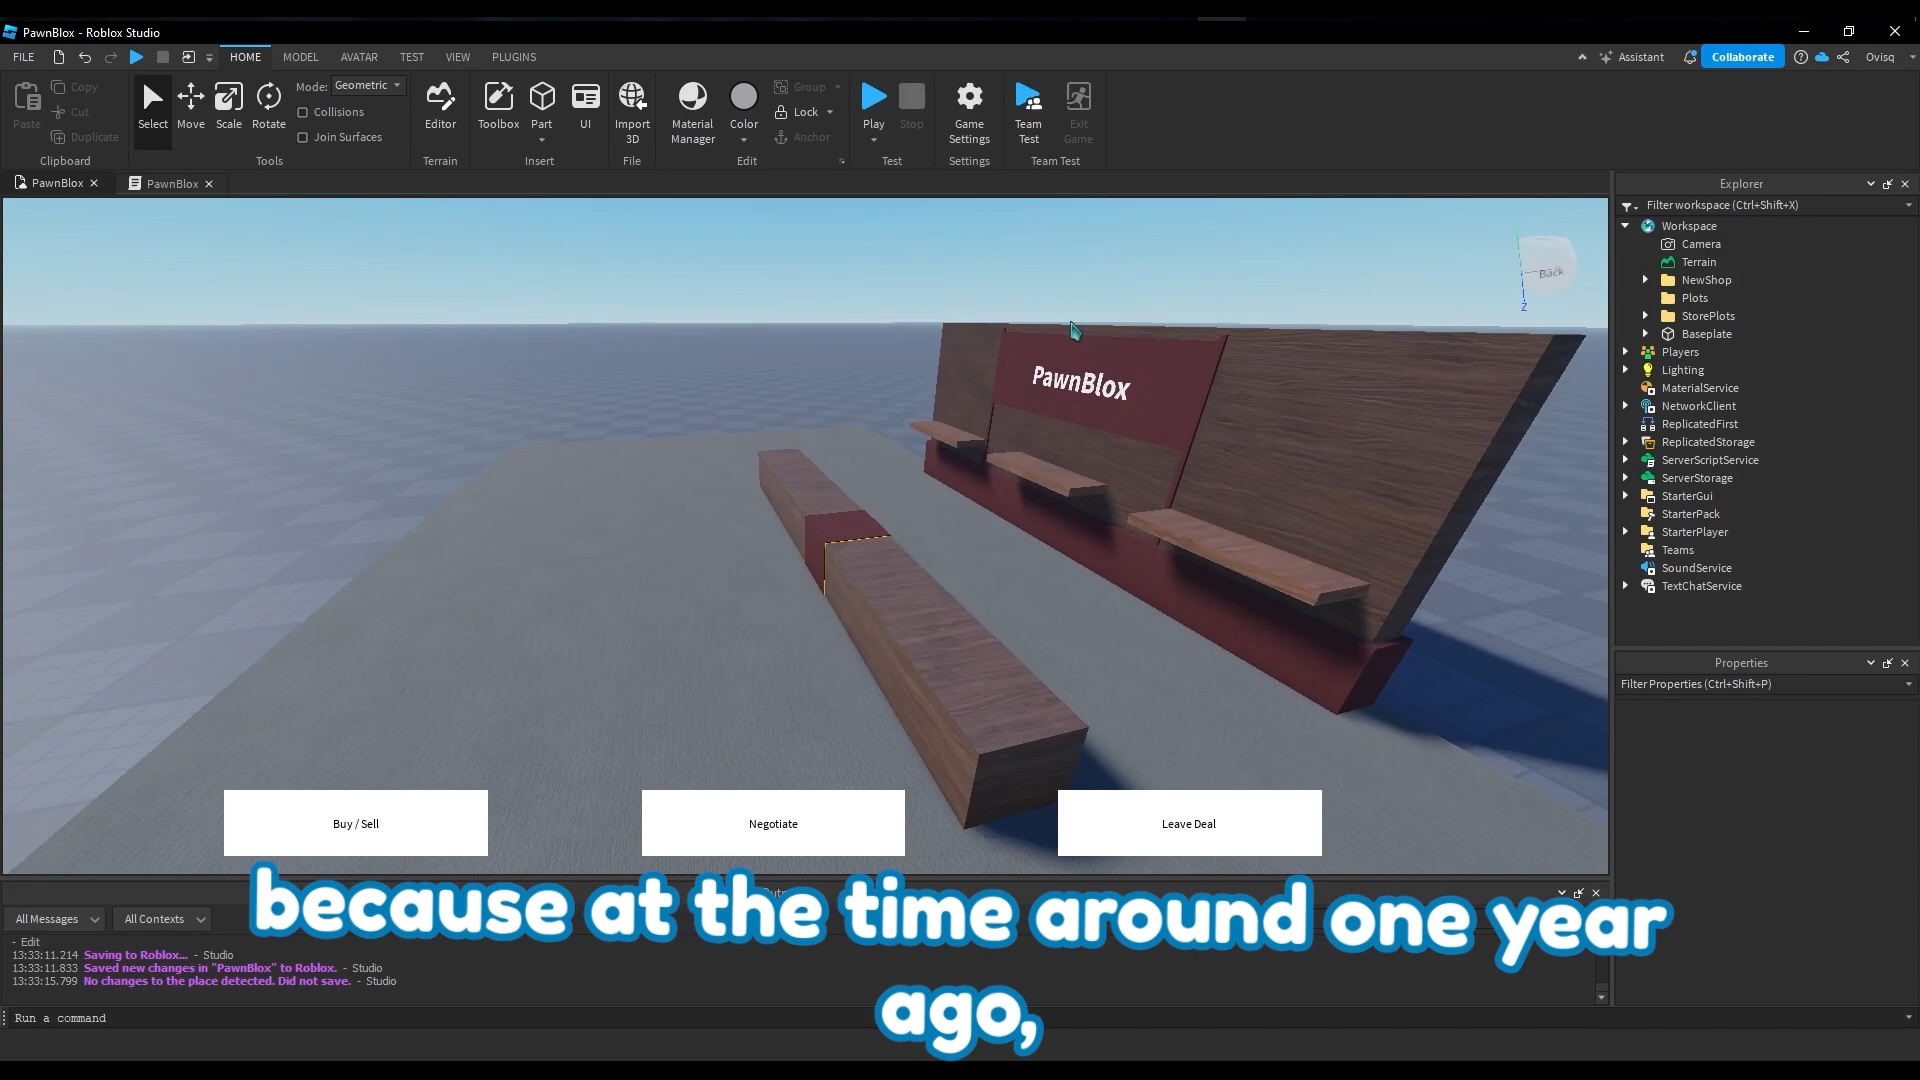 PawnBlox - Roblox Studio
FILE HOME MODEL AVATAR TEST VIEW PLUGINS Assistant Collaborate Ovisq
Paste Copy Cut Duplicate Clipboard
Select Move Scale Rotate Mode: Geometric Collisions Join Surfaces Tools
Editor Terrain
Toolbox Part UI Insert
Import 3D File
Material Manager Color Group Lock Anchor Edit
Play Stop Test
Game Settings Settings
Team Test Exit Game Team Test
PawnBlox PawnBlox
Back
Z
PawnBlox
Buy / Sell
Negotiate
Leave Deal
Explorer
Filter workspace (Ctrl+Shift+X)
Workspace
Camera
Terrain
NewShop
Plots
StorePlots
Baseplate
Players
Lighting
MaterialService
NetworkClient
ReplicatedFirst
ReplicatedStorage
ServerScriptService
ServerStorage
StarterGui
StarterPack
StarterPlayer
Teams
SoundService
TextChatService
Properties
Filter Properties (Ctrl+Shift+P)
All Messages All Contexts
- Edit
13:33:11.214 Saving to Roblox... - Studio
13:33:11.833 Saved new changes in "PawnBlox" to Roblox. - Studio
13:33:15.799 No changes to the place detected. Did not save. - Studio
Run a command
because at the time around one year
ago,